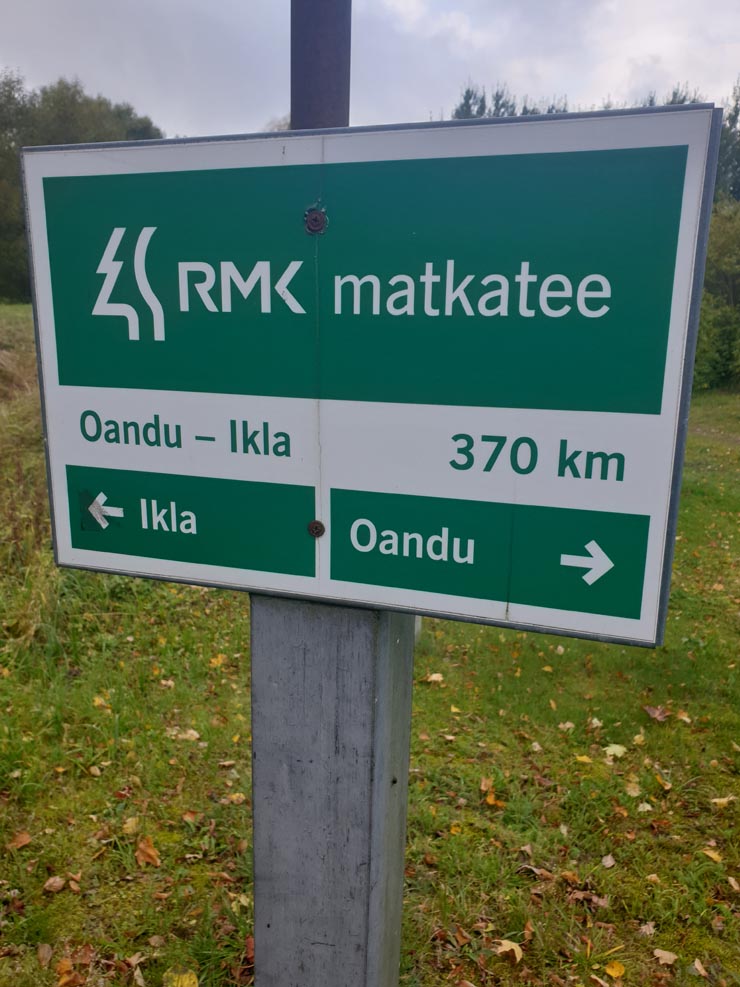 RMK matkatee
Oandu – Ikla 370 km
← Ikla
Oandu →